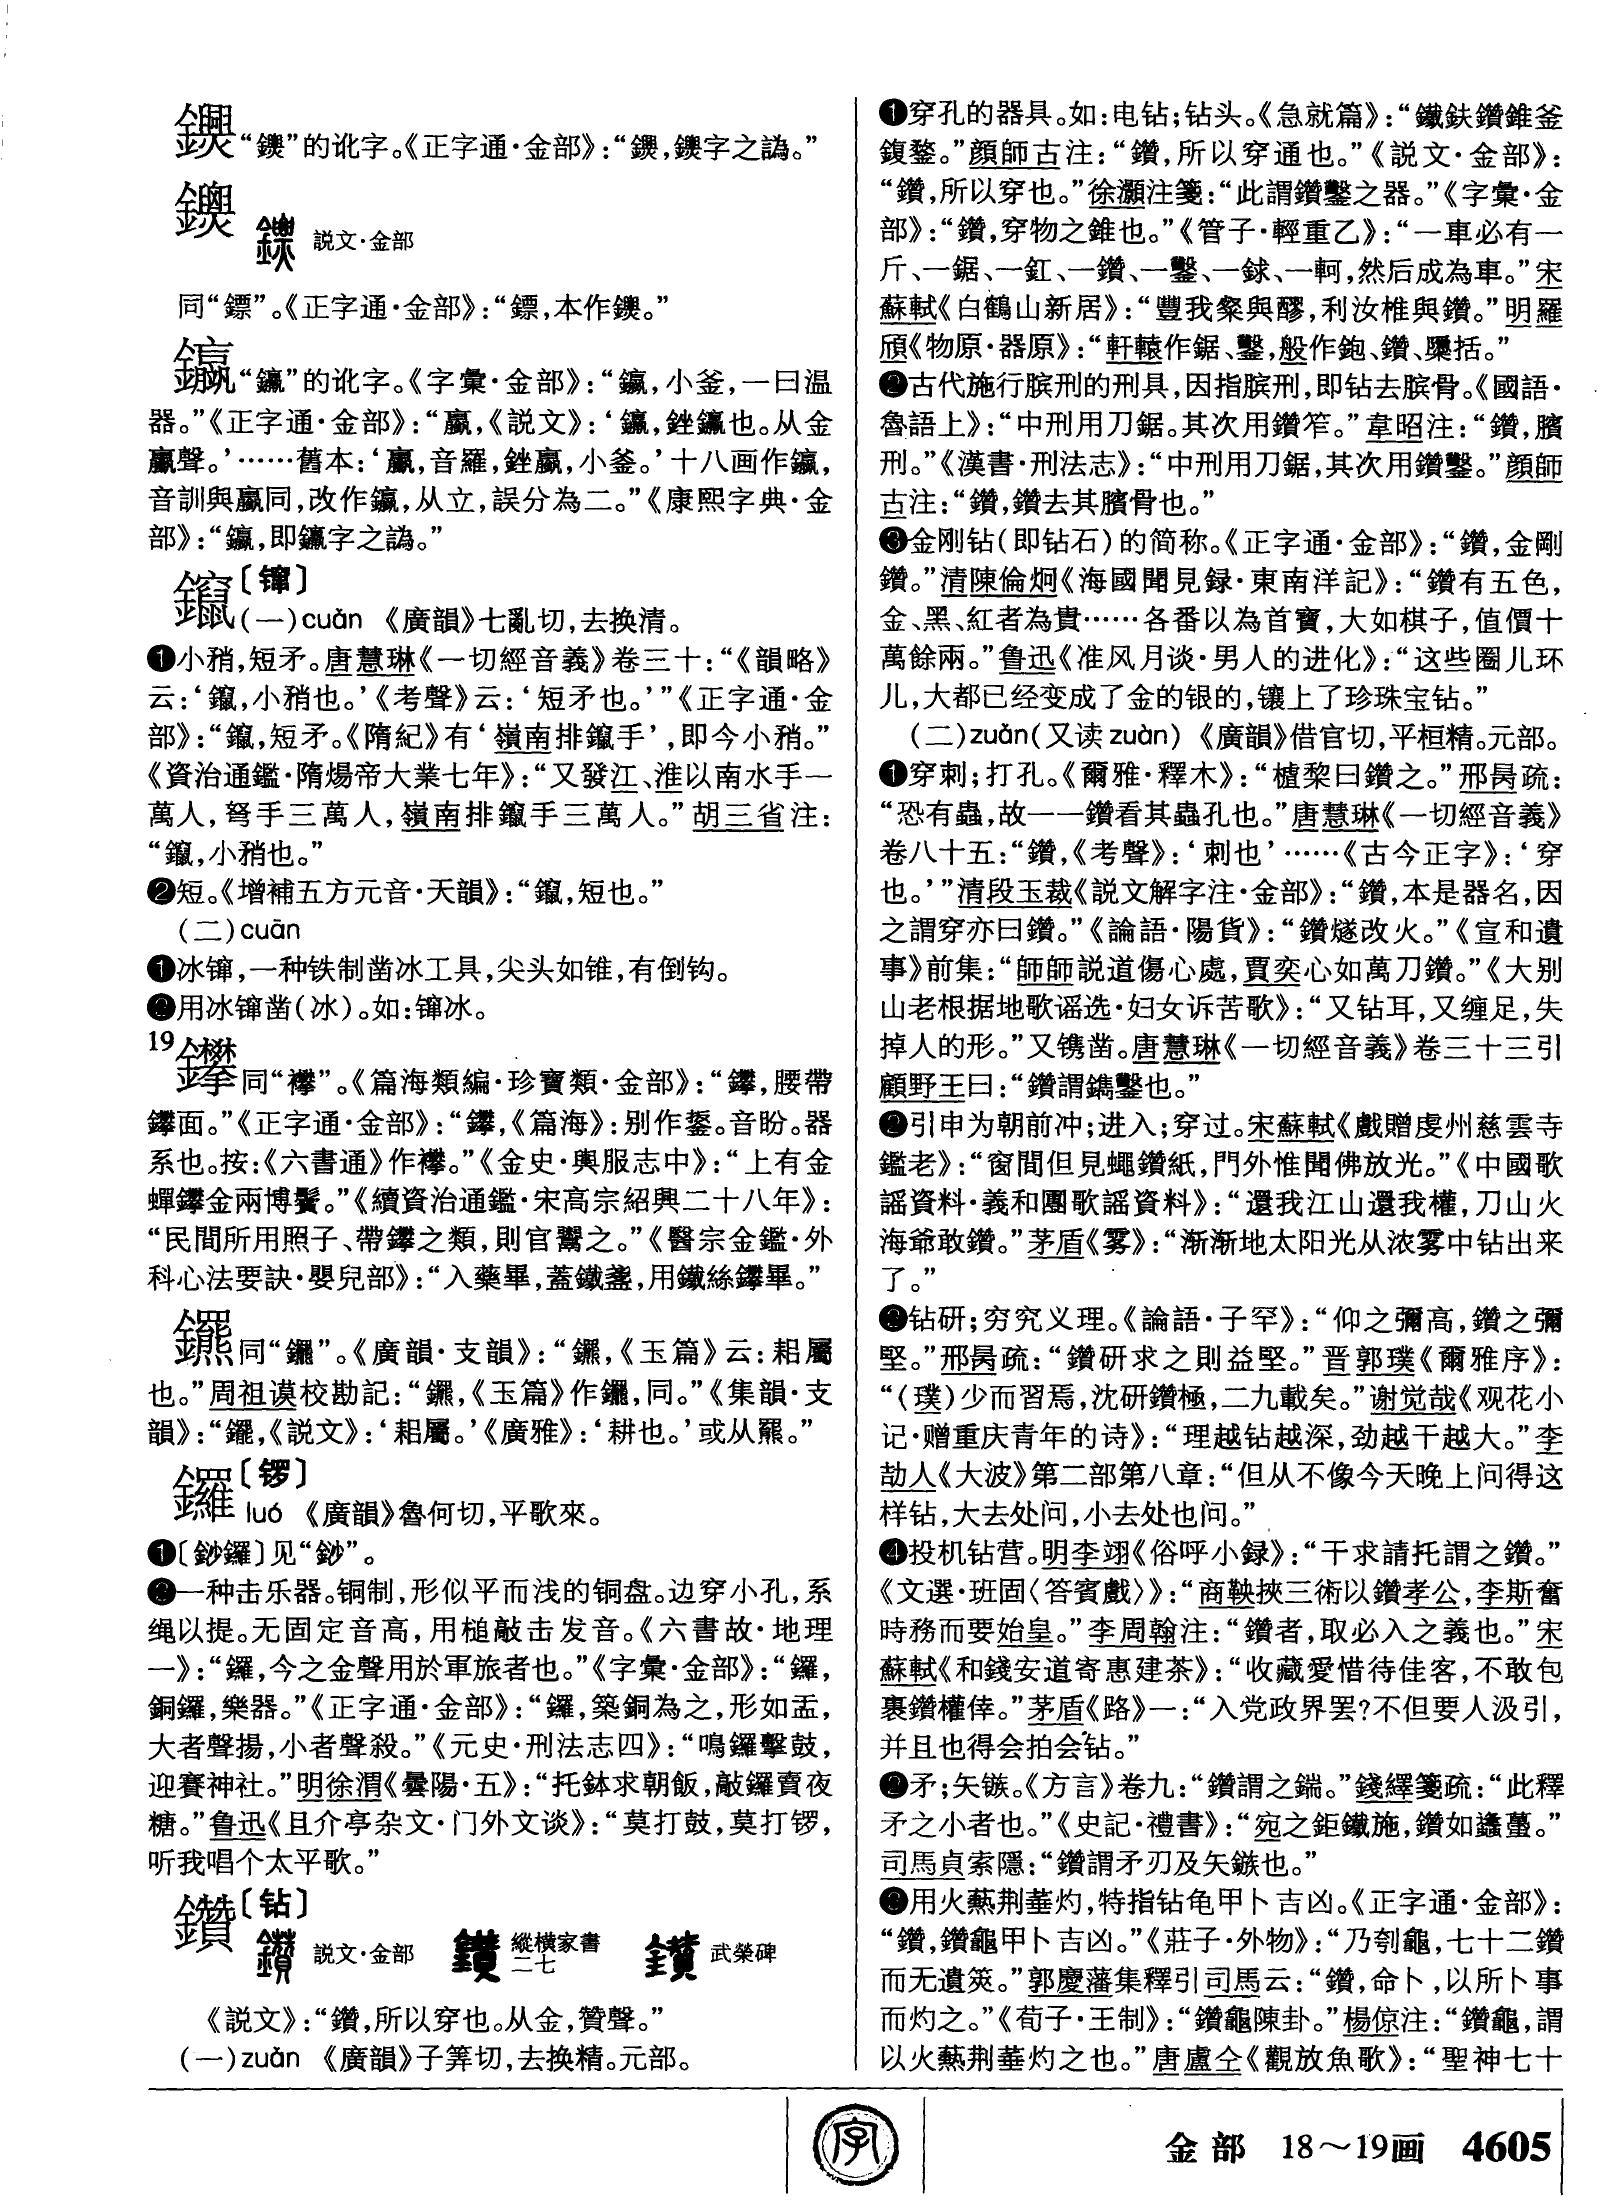 “鐭”的讹字。《正字通·金部》：“字之譌。”
説文·金部
同“鏢”。《正字通·金部》：“鏢，本作。”
“鑪”的讹字。《字彙·金部》：“，小釜，一曰温
器。”《正字通·金部》：“，《説文》：‘，銼也。从金
聲。’……舊本：‘，音羅，銼，小釜。’十八画作，
音訓與同，改作，从立，誤分為二。”《康熙字典·金
部》：“，即字之譌。”
鑹〔镩〕
(一)cuàn 《廣韻》七亂切，去换清。
❶小矟，短矛。唐慧琳《一切經音義》卷三十：“《韻略》
云：‘鑹，小矟也。’《考聲》云：‘短矛也。’”《正字通·金
部》：“鑹，短矛。《隋紀》有‘嶺南排鑹手’，即今小矟。”
《資治通鑑·隋煬帝大業七年》：“又發江、淮以南水手一
萬人，弩手三萬人，嶺南排鑹手三萬人。”胡三省注：
“鑹，小矟也。”
❷短。《增補五方元音·天韻》：“鑹，短也。”
(二)cuān
❶冰镩，一种铁制凿冰工具，尖头如锥，有倒钩。
❷用冰镩凿(冰)。如：镩冰。
19
同“襻”。《篇海類編·珍寶類·金部》：“，腰帶
面。”《正字通·金部》：“，《篇海》：别作鋬。音盼。器
系也。按：《六書通》作襻。”《金史·輿服志中》：“上有金
蟬金兩博鬢。”《續資治通鑑·宋高宗紹興二十八年》：
“民間所用照子、帶之類，則官鬻之。”《醫宗金鑑·外
科心法要訣·嬰兒部》：“入藥畢，蓋鐵盞，用鐵絲畢。”
同“䥯”。《廣韻·支韻》：“，《玉篇》云：耜屬
也。”周祖谟校勘記：“，《玉篇》作䥯，同。”《集韻·支
韻》：“䥯，《説文》：‘耜屬。’《廣雅》：‘耕也。’或从羆。”
鑼〔锣〕
luó 《廣韻》魯何切，平歌來。
❶〔鈔鑼〕见“鈔”。
❷一种击乐器。铜制，形似平而浅的铜盘。边穿小孔，系
绳以提。无固定音高，用槌敲击发音。《六書故·地理
一》：“鑼，今之金聲用於軍旅者也。”《字彙·金部》：“鑼，
銅鑼，樂器。”《正字通·金部》：“鑼，築銅為之，形如盂，
大者聲揚，小者聲殺。”《元史·刑法志四》：“鳴鑼擊鼓，
迎賽神社。”明徐渭《曇陽·五》：“托鉢求朝飯，敲鑼賣夜
糖。”鲁迅《且介亭杂文·门外文谈》：“莫打鼓，莫打锣，
听我唱个太平歌。”
鑽〔钻〕
説文·金部 縱横家書二七 武榮碑
《説文》：“鑽，所以穿也。从金，贊聲。”
(一)zuàn 《廣韻》子筭切，去换精。元部。
❶穿孔的器具。如：电钻；钻头。《急就篇》：“鐵鈇鑽錐釜
鍑鍪。”顔師古注：“鑽，所以穿通也。”《説文·金部》：
“鑽，所以穿也。”徐灝注箋：“此謂鑽鑿之器。”《字彙·金
部》：“鑽，穿物之錐也。”《管子·輕重乙》：“一車必有一
斤、一鋸、一釭、一鑽、一鑿、一銶、一軻，然后成為車。”宋
蘇軾《白鶴山新居》：“豐我粲與醪，利汝椎與鑽。”明羅
頎《物原·器原》：“軒轅作鋸、鑿，般作鉋、鑽、檃括。”
❷古代施行膑刑的刑具，因指膑刑，即钻去膑骨。《國語·
魯語上》：“中刑用刀鋸。其次用鑽笮。”韋昭注：“鑽，臏
刑。”《漢書·刑法志》：“中刑用刀鋸，其次用鑽鑿。”顔師
古注：“鑽，鑽去其臏骨也。”
❸金刚钻(即钻石)的简称。《正字通·金部》：“鑽，金剛
鑽。”清陳倫炯《海國聞見録·東南洋記》：“鑽有五色，
金、黑、紅者為貴……各番以為首寶，大如棋子，值價十
萬餘兩。”鲁迅《准风月谈·男人的进化》：“这些圈儿环
儿，大都已经变成了金的银的，镶上了珍珠宝钻。”
(二)zuān(又读zuàn) 《廣韻》借官切，平桓精。元部。
❶穿刺；打孔。《爾雅·釋木》：“樝棃曰鑽之。”邢昺疏：
“恐有蟲，故一一鑽看其蟲孔也。”唐慧琳《一切經音義》
卷八十五：“鑽，《考聲》：‘刺也’……《古今正字》：‘穿
也。’”清段玉裁《説文解字注·金部》：“鑽，本是器名，因
之謂穿亦曰鑽。”《論語·陽貨》：“鑽燧改火。”《宣和遺
事》前集：“師師説道傷心處，賈奕心如萬刀鑽。”《大别
山老根据地歌谣选·妇女诉苦歌》：“又钻耳，又缠足，失
掉人的形。”又镌凿。唐慧琳《一切經音義》卷三十三引
顧野王曰：“鑽謂鐫鑿也。”
❷引申为朝前冲；进入；穿过。宋蘇軾《戲贈虔州慈雲寺
鑑老》：“窗間但見蠅鑽紙，門外惟聞佛放光。”《中國歌
謡資料·義和團歌謡資料》：“還我江山還我權，刀山火
海爺敢鑽。”茅盾《雾》：“渐渐地太阳光从浓雾中钻出来
了。”
❸钻研；穷究义理。《論語·子罕》：“仰之彌高，鑽之彌
堅。”邢昺疏：“鑽研求之則益堅。”晋郭璞《爾雅序》：
“(璞)少而習焉，沈研鑽極，二九載矣。”谢觉哉《观花小
记·赠重庆青年的诗》：“理越钻越深，劲越干越大。”李
劼人《大波》第二部第八章：“但从不像今天晚上问得这
样钻，大去处问，小去处也问。”
❹投机钻营。明李翊《俗呼小録》：“干求請托謂之鑽。”
《文選·班固〈答賓戲〉》：“商鞅挾三術以鑽孝公，李斯奮
時務而要始皇。”李周翰注：“鑽者，取必入之義也。”宋
蘇軾《和錢安道寄惠建茶》：“收藏愛惜待佳客，不敢包
裹鑽權倖。”茅盾《路》一：“入党政界罢？不但要人汲引，
并且也得会拍会钻。”
❷矛；矢镞。《方言》卷九：“鑽謂之鍴。”錢繹箋疏：“此釋
矛之小者也。”《史記·禮書》：“宛之鉅鐵施，鑽如蠭蠆。”
司馬貞索隱：“鑽謂矛刃及矢鏃也。”
❸用火爇荆菙灼，特指钻龟甲卜吉凶。《正字通·金部》：
“鑽，鑽龜甲卜吉凶。”《莊子·外物》：“乃刳龜，七十二鑽
而无遺筴。”郭慶藩集釋引司馬云：“鑽，命卜，以所卜事
而灼之。”《荀子·王制》：“鑽龜陳卦。”楊倞注：“鑽龜，謂
以火爇荆菙灼之也。”唐盧仝《觀放魚歌》：“聖神七十
字
金部 18～19画 4605